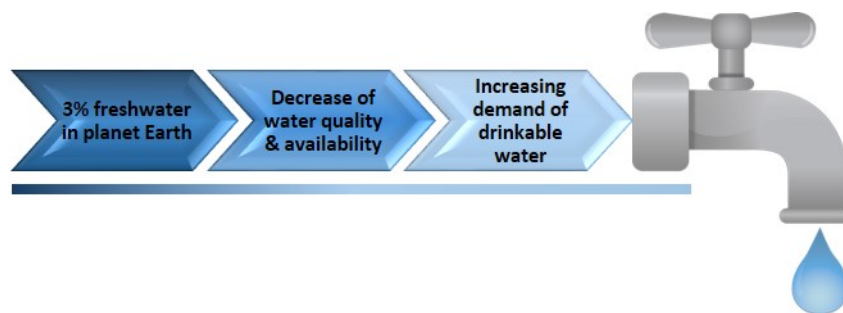 3% freshwater
in planet Earth
Decrease of
water quality
& availability
Increasing
demand of
drinkable
water